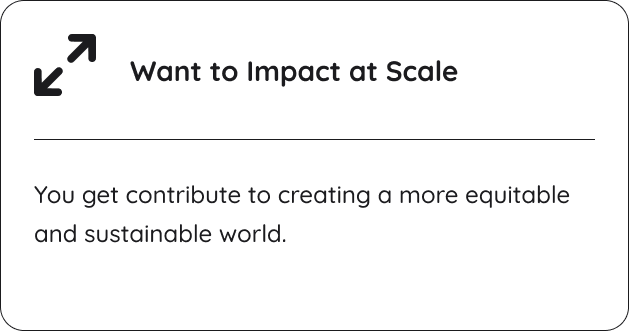 Want to Impact at Scale
You get contribute to creating a more equitable
and sustainable world.